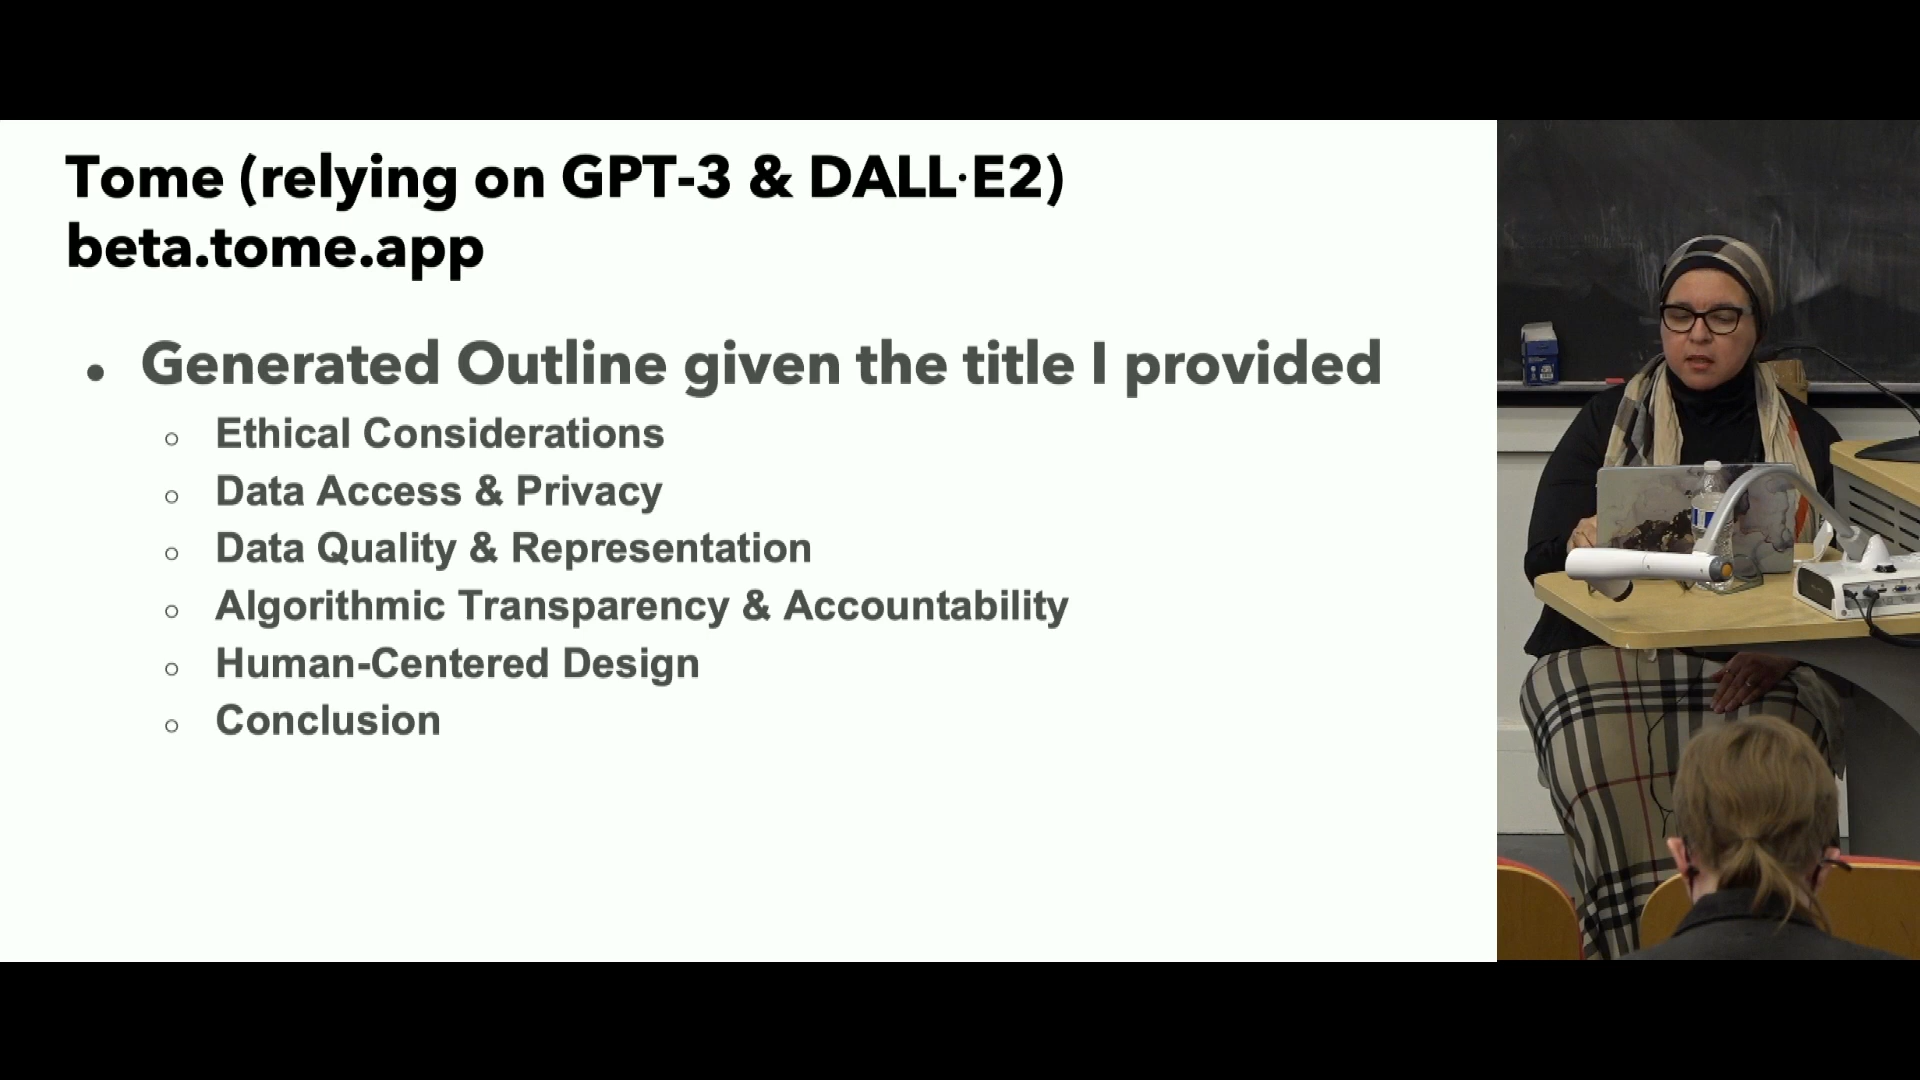 Tome (relying on GPT-3 & DALL·E2)
beta.tome.app
• Generated Outline given the title I provided
○ Ethical Considerations
○ Data Access & Privacy
○ Data Quality & Representation
○ Algorithmic Transparency & Accountability
○ Human-Centered Design
○ Conclusion